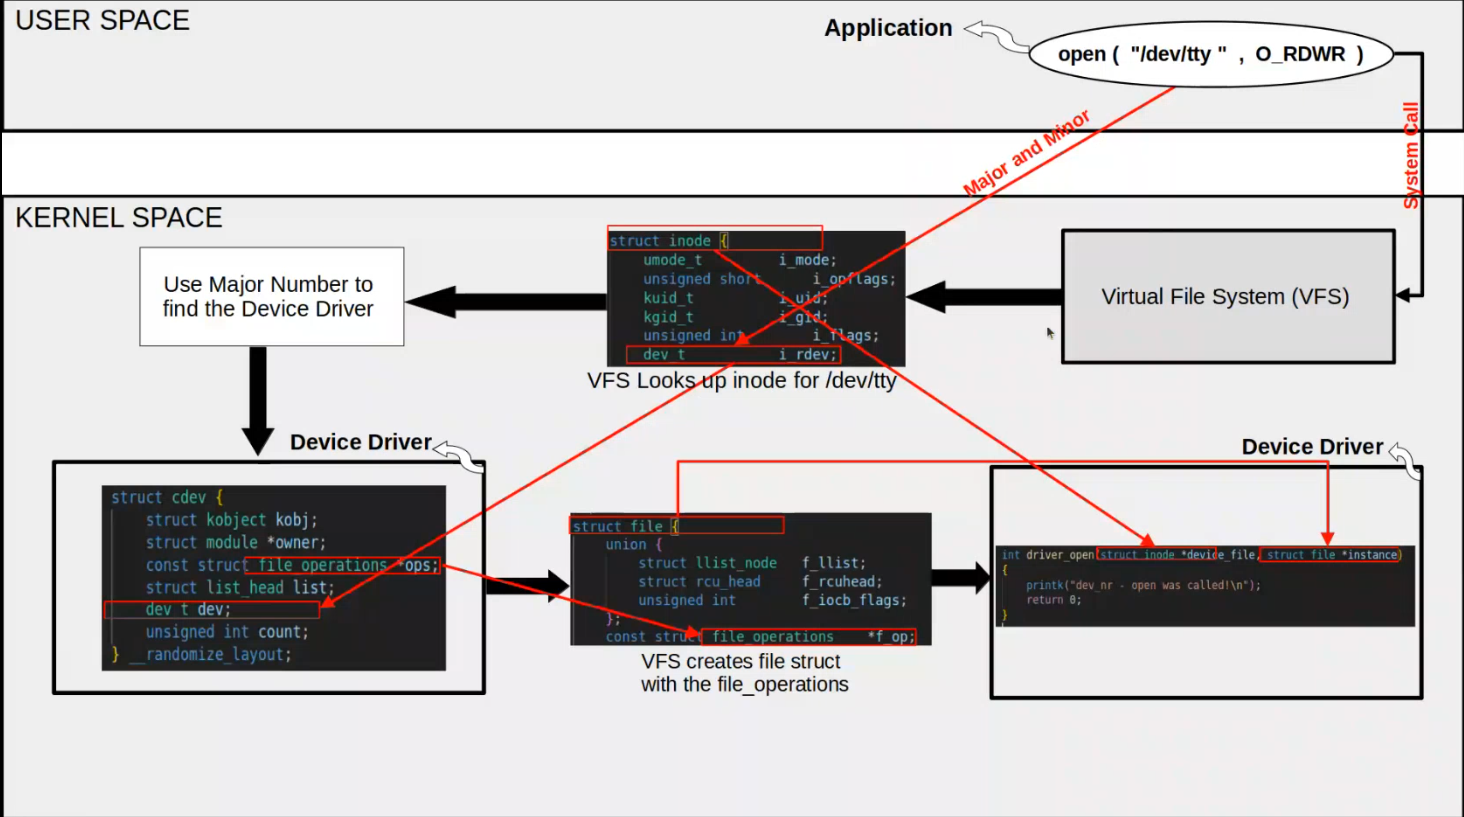 USER SPACE
Application
open ( "/dev/tty " , O_RDWR )
Major and Minor
System Call
KERNEL SPACE
Use Major Number to
find the Device Driver
struct inode {
umode_t i_mode;
unsigned short i_opflags;
kuid_t i_uid;
kgid_t i_gid;
unsigned int i_flags;
dev_t i_rdev;
VFS Looks up inode for /dev/tty
Virtual File System (VFS)
Device Driver
struct cdev {
struct kobject kobj;
struct module *owner;
const struct file_operations *ops;
struct list_head list;
dev_t dev;
unsigned int count;
} __randomize_layout;
struct file {
union {
struct llist_node f_llist;
struct rcu_head f_rcuhead;
unsigned int f_iocb_flags;
};
const struct file_operations *f_op;
VFS creates file struct
with the file_operations
Device Driver
int driver_open(struct inode *device_file, struct file *instance)
{
printk("dev_nr - open was called!\n");
return 0;
}